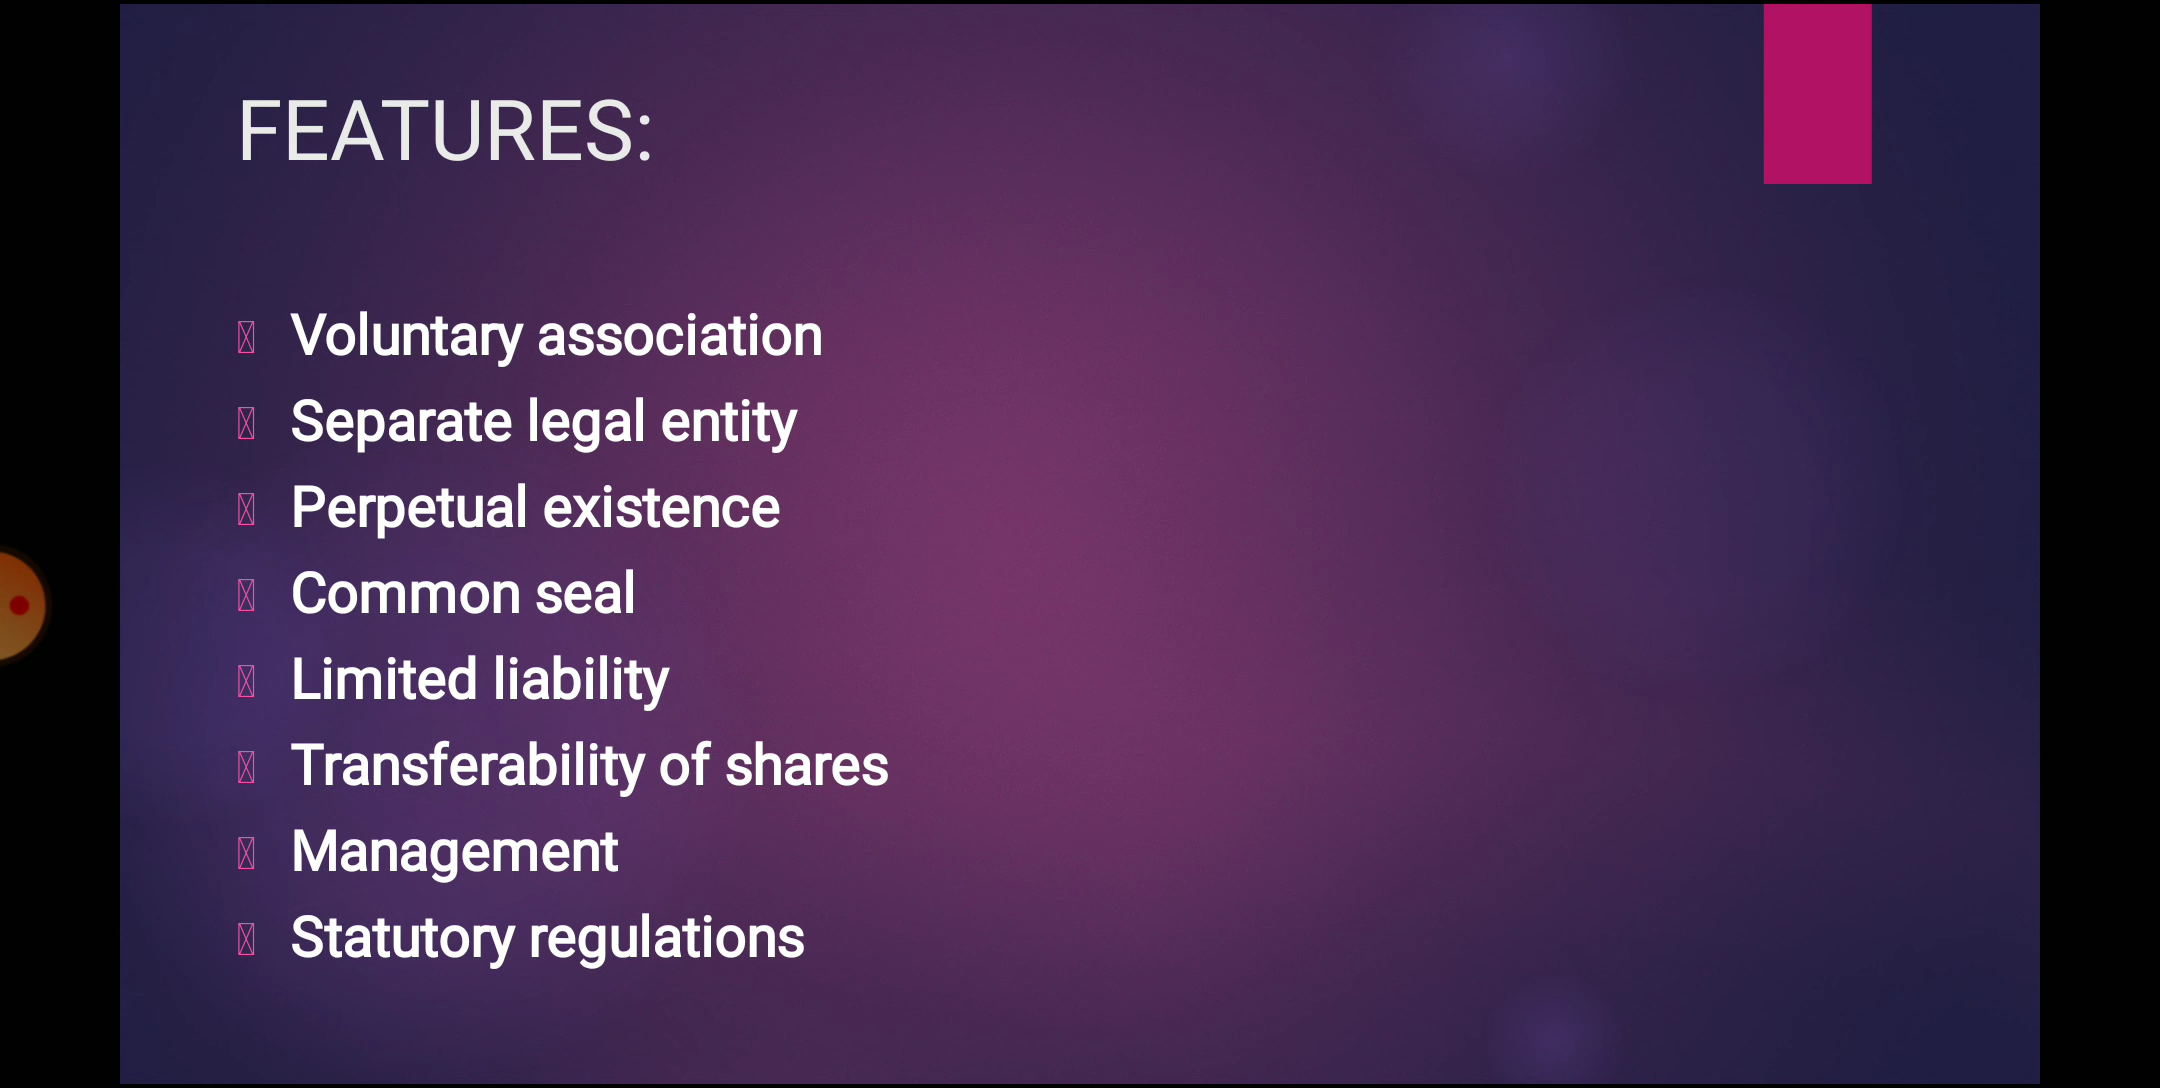 FEATURES:
Voluntary association
Separate legal entity
Perpetual existence
Common seal
Limited liability
Transferability of shares
Management
Statutory regulations